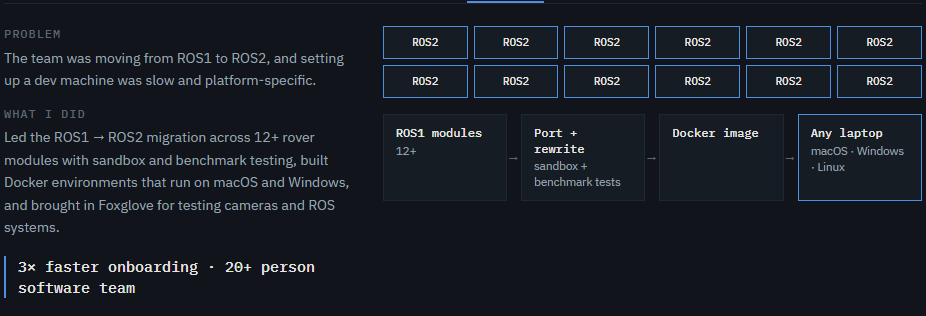 PROBLEM
The team was moving from ROS1 to ROS2, and setting
up a dev machine was slow and platform-specific.
WHAT I DID
Led the ROS1 → ROS2 migration across 12+ rover
modules with sandbox and benchmark testing, built
Docker environments that run on macOS and Windows,
and brought in Foxglove for testing cameras and ROS
systems.
3× faster onboarding · 20+ person
software team
ROS2 ROS2 ROS2 ROS2 ROS2 ROS2
ROS2 ROS2 ROS2 ROS2 ROS2 ROS2
ROS1 modules
12+
→
Port +
rewrite
sandbox +
benchmark tests
→
Docker image
→
Any laptop
macOS · Windows
· Linux